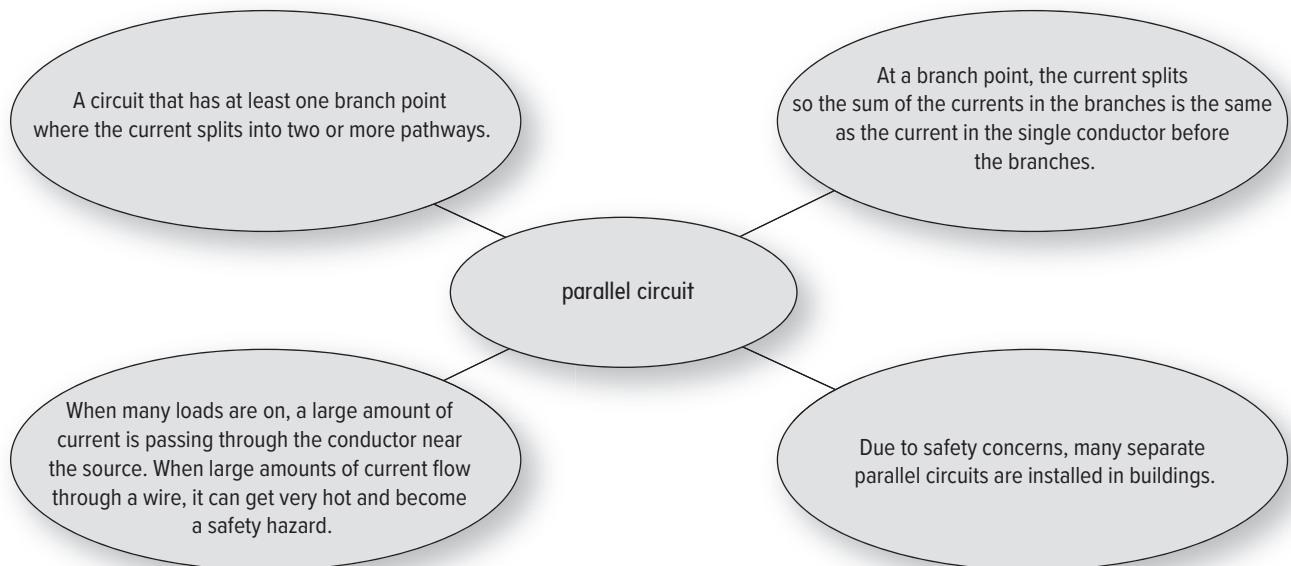 A circuit that has at least one branch point
where the current splits into two or more pathways.
At a branch point, the current splits
so the sum of the currents in the branches is the same
as the current in the single conductor before
the branches.
parallel circuit
When many loads are on, a large amount of
current is passing through the conductor near
the source. When large amounts of current flow
through a wire, it can get very hot and become
a safety hazard.
Due to safety concerns, many separate
parallel circuits are installed in buildings.